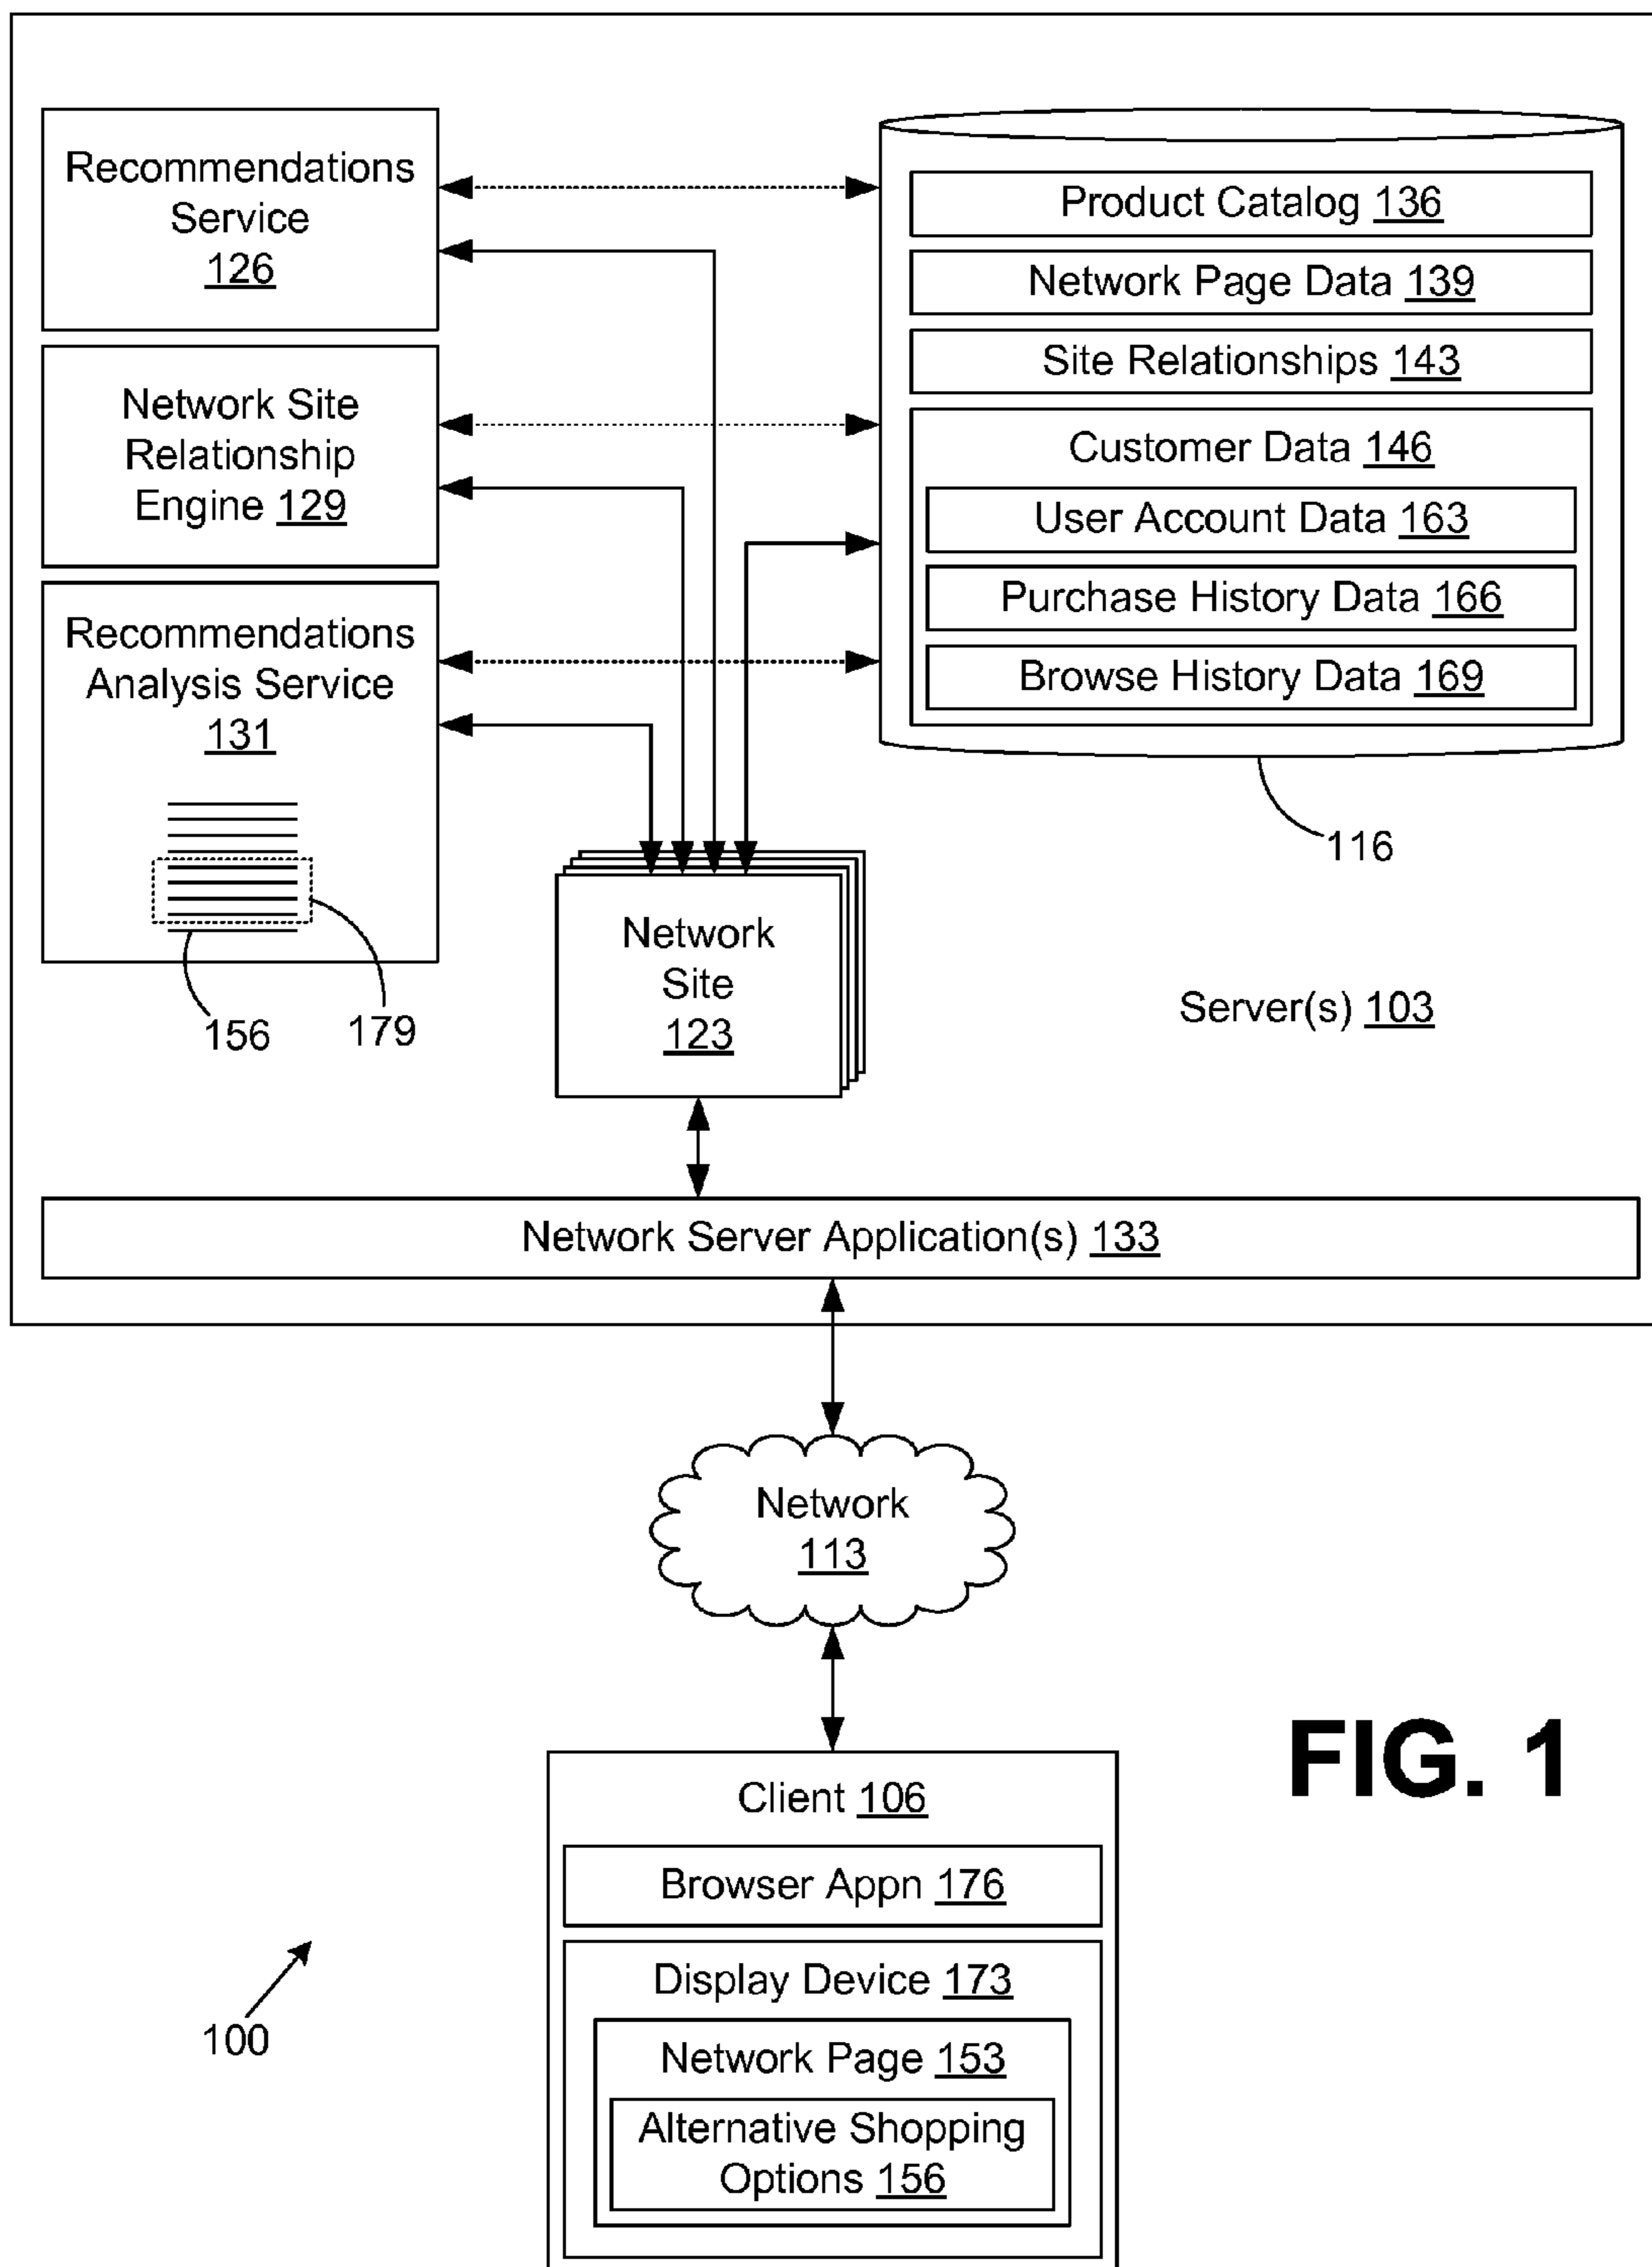 Recommendations
Service
126
Network Site
Relationship
Engine 129
Recommendations
Analysis Service
131
156
179
Product Catalog 136
Network Page Data 139
Site Relationships 143
Customer Data 146
User Account Data 163
Purchase History Data 166
Browse History Data 169
116
Network
Site
123
Server(s) 103
Network Server Application(s) 133
Network
113
Client 106
Browser Appn 176
Display Device 173
Network Page 153
Alternative Shopping
Options 156
100
FIG. 1